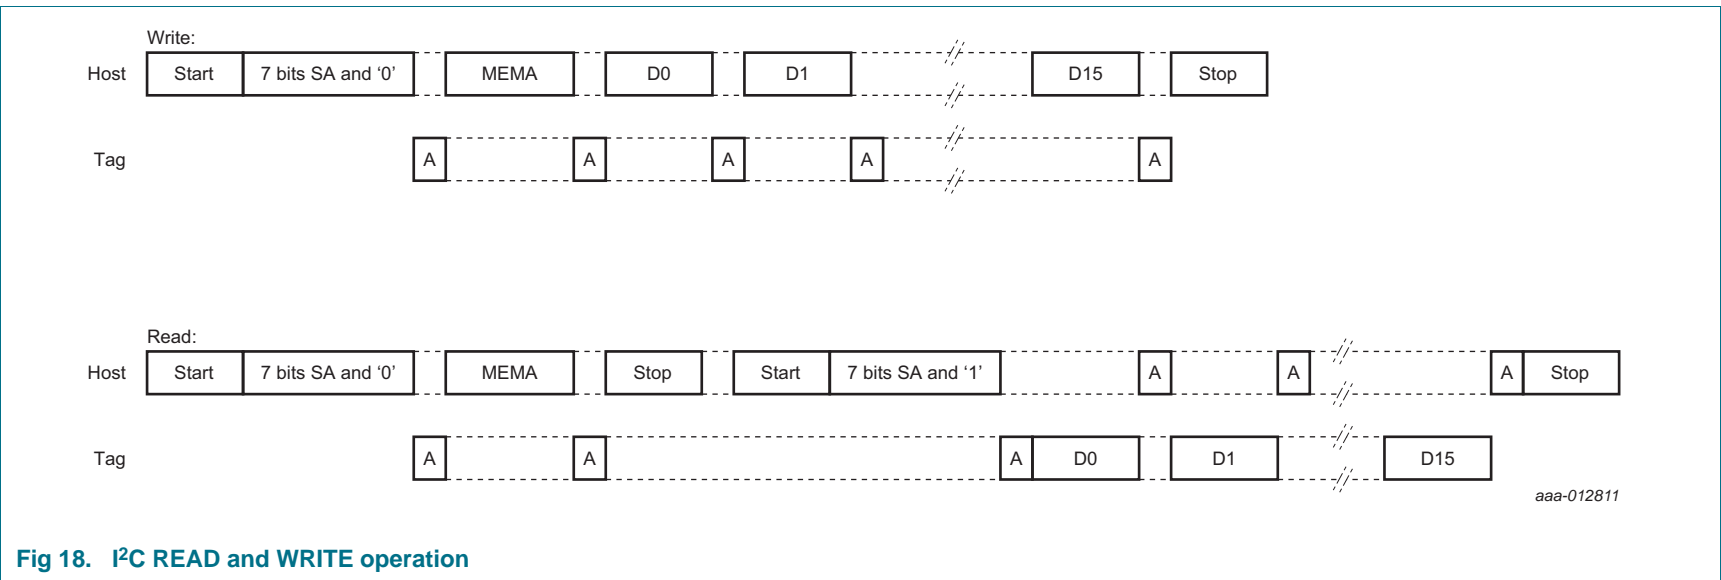 Write:
Host Start 7 bits SA and ‘0’ MEMA D0 D1 D15 Stop
Tag A A A A A
Read:
Host Start 7 bits SA and ‘0’ MEMA Stop Start 7 bits SA and ‘1’ A A A Stop
Tag A A A D0 D1 D15
aaa-012811
Fig 18. I²C READ and WRITE operation